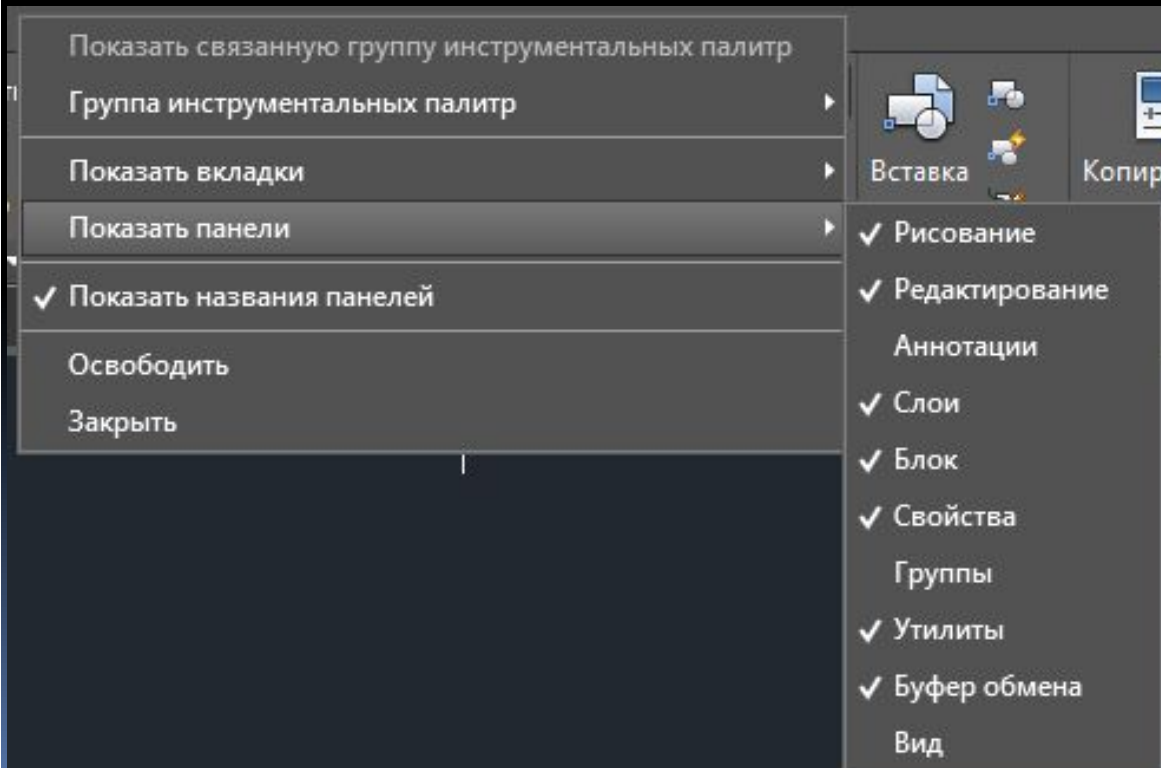 Показать связанную группу инструментальных палитр
Группа инструментальных палитр
Показать вкладки
Показать панели
Показать названия панелей
Освободить
Закрыть
Вставка
Рисование
Редактирование
Аннотации
Слои
Блок
Свойства
Группы
Утилиты
Буфер обмена
Вид